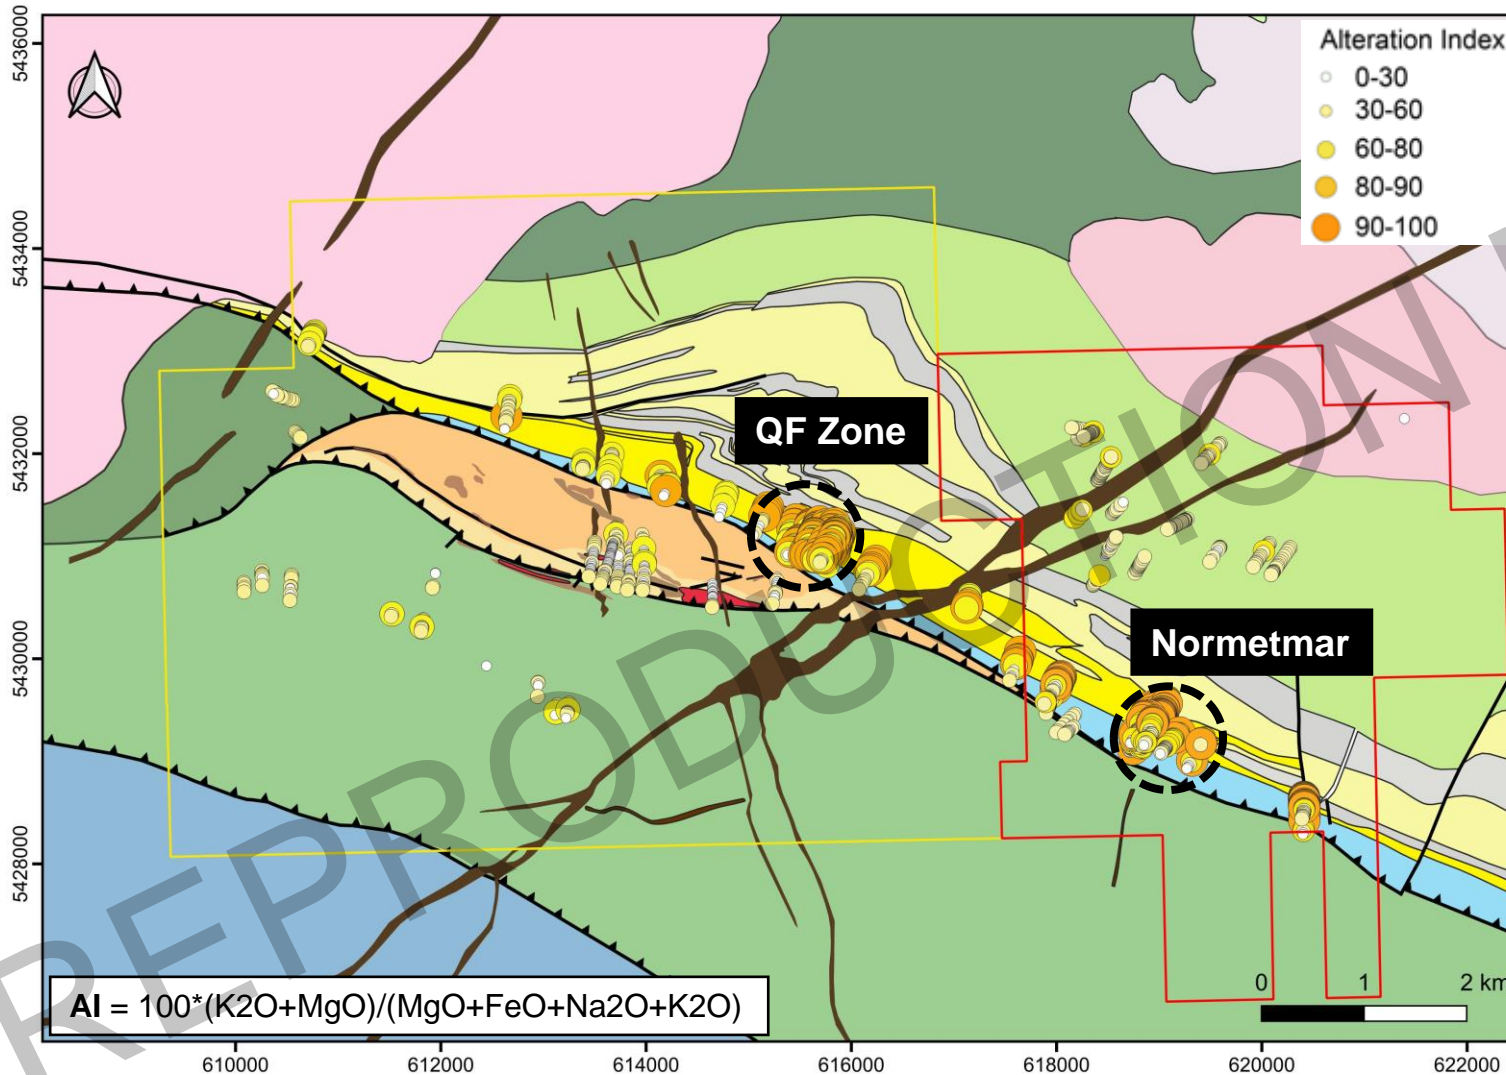 Alteration Index
0-30
30-60
60-80
80-90
90-100
5436000
5434000
5432000
5430000
5428000
QF Zone
Normetmar
REPRODUCTION
AI = 100*(K2O+MgO)/(MgO+FeO+Na2O+K2O)
0 1 2 km
610000 612000 614000 616000 618000 620000 622000